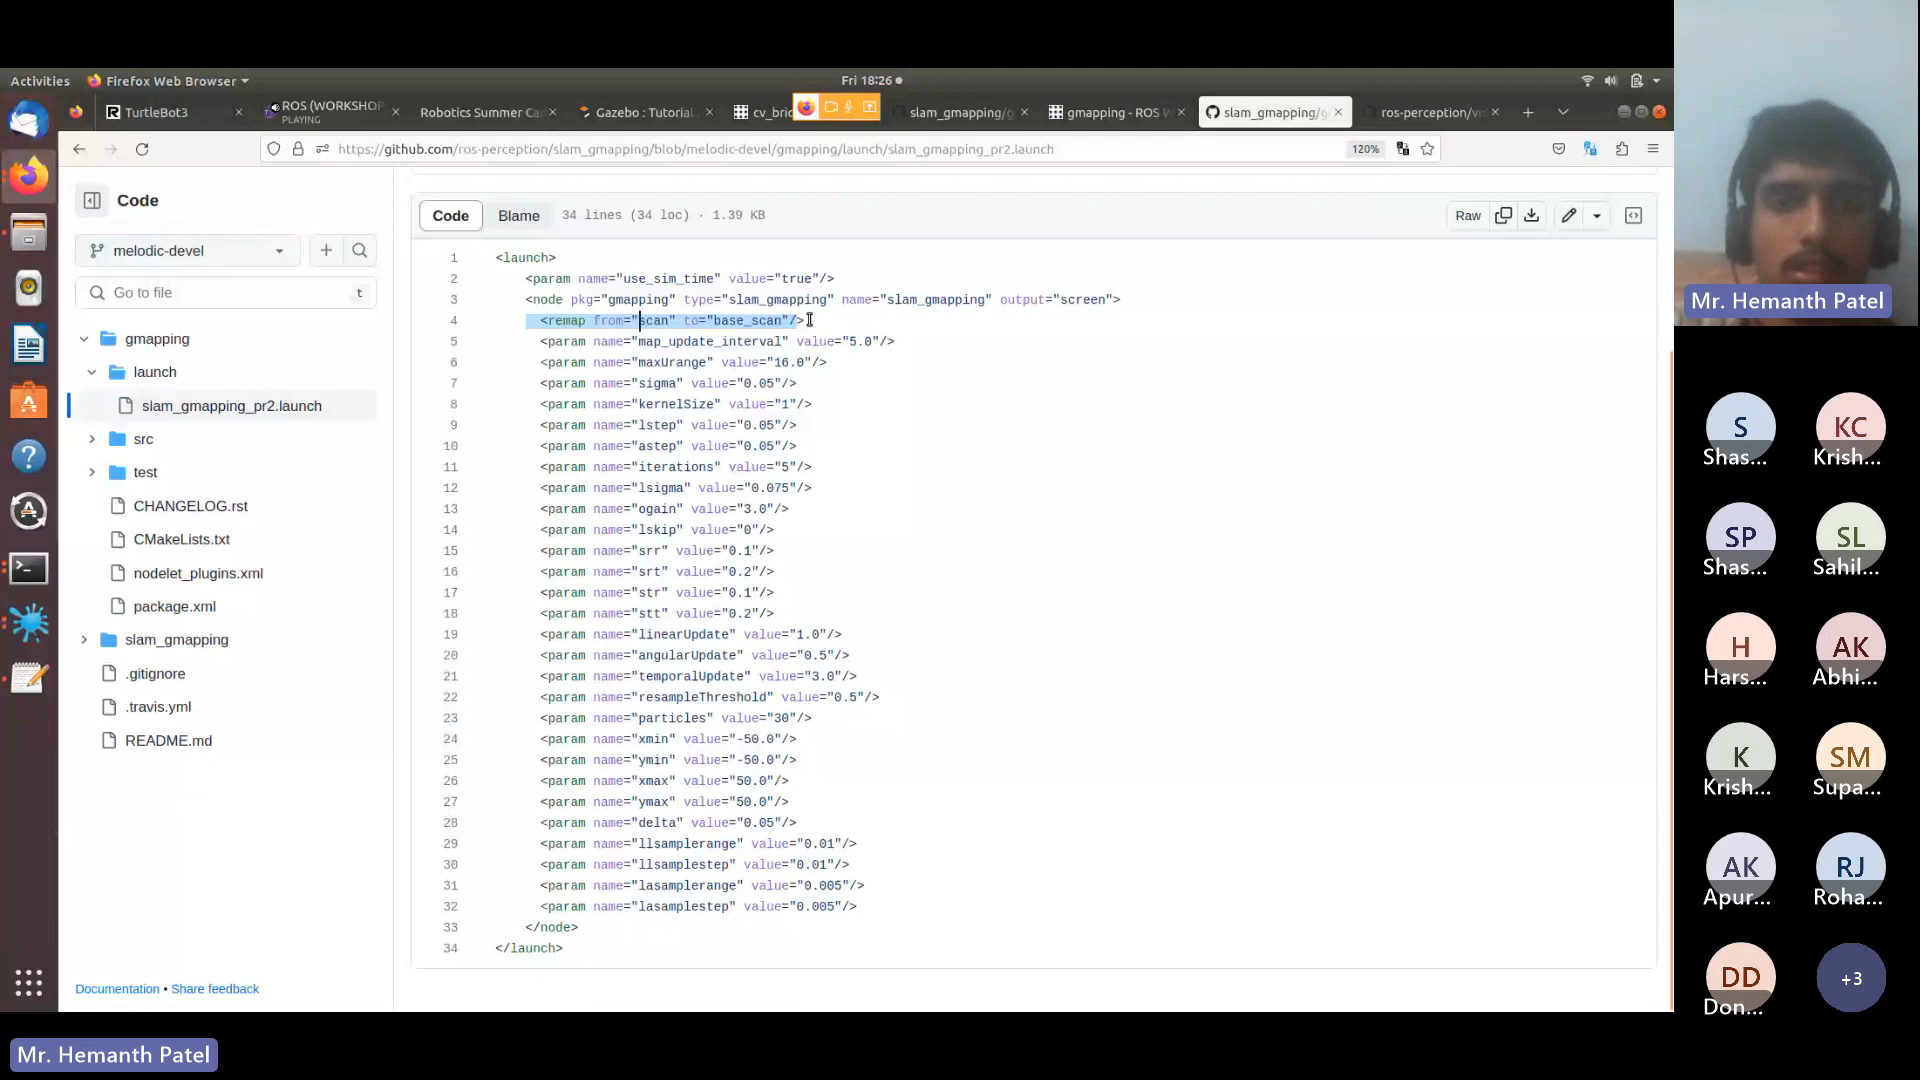 Activities
Firefox Web Browser
Fri 18:26
TurtleBot3
ROS (WORKSHOP
PLAYING
Robotics Summer Ca
Gazebo : Tutorial
cv_bric
slam_gmapping/g
gmapping - ROS W
slam_gmapping/g
ros-perception/vis
https://github.com/ros-perception/slam_gmapping/blob/melodic-devel/gmapping/launch/slam_gmapping_pr2.launch
120%
Code
melodic-devel
Go to file
t
gmapping
launch
slam_gmapping_pr2.launch
src
test
CHANGELOG.rst
CMakeLists.txt
nodelet_plugins.xml
package.xml
slam_gmapping
.gitignore
.travis.yml
README.md
Documentation • Share feedback
Code
Blame
34 lines (34 loc) · 1.39 KB
Raw
1 <launch>
2 <param name="use_sim_time" value="true"/>
3 <node pkg="gmapping" type="slam_gmapping" name="slam_gmapping" output="screen">
4 <remap from="scan" to="base_scan"/>
5 <param name="map_update_interval" value="5.0"/>
6 <param name="maxUrange" value="16.0"/>
7 <param name="sigma" value="0.05"/>
8 <param name="kernelSize" value="1"/>
9 <param name="lstep" value="0.05"/>
10 <param name="astep" value="0.05"/>
11 <param name="iterations" value="5"/>
12 <param name="lsigma" value="0.075"/>
13 <param name="ogain" value="3.0"/>
14 <param name="lskip" value="0"/>
15 <param name="srr" value="0.1"/>
16 <param name="srt" value="0.2"/>
17 <param name="str" value="0.1"/>
18 <param name="stt" value="0.2"/>
19 <param name="linearUpdate" value="1.0"/>
20 <param name="angularUpdate" value="0.5"/>
21 <param name="temporalUpdate" value="3.0"/>
22 <param name="resampleThreshold" value="0.5"/>
23 <param name="particles" value="30"/>
24 <param name="xmin" value="-50.0"/>
25 <param name="ymin" value="-50.0"/>
26 <param name="xmax" value="50.0"/>
27 <param name="ymax" value="50.0"/>
28 <param name="delta" value="0.05"/>
29 <param name="llsamplerange" value="0.01"/>
30 <param name="llsamplestep" value="0.01"/>
31 <param name="lasamplerange" value="0.005"/>
32 <param name="lasamplestep" value="0.005"/>
33 </node>
34 </launch>
Mr. Hemanth Patel
S
Shas...
KC
Krish...
SP
Shas...
SL
Sahil...
H
Hars...
AK
Abhi...
K
Krish...
SM
Supa...
AK
Apur...
RJ
Roha...
DD
Don...
+3
Mr. Hemanth Patel